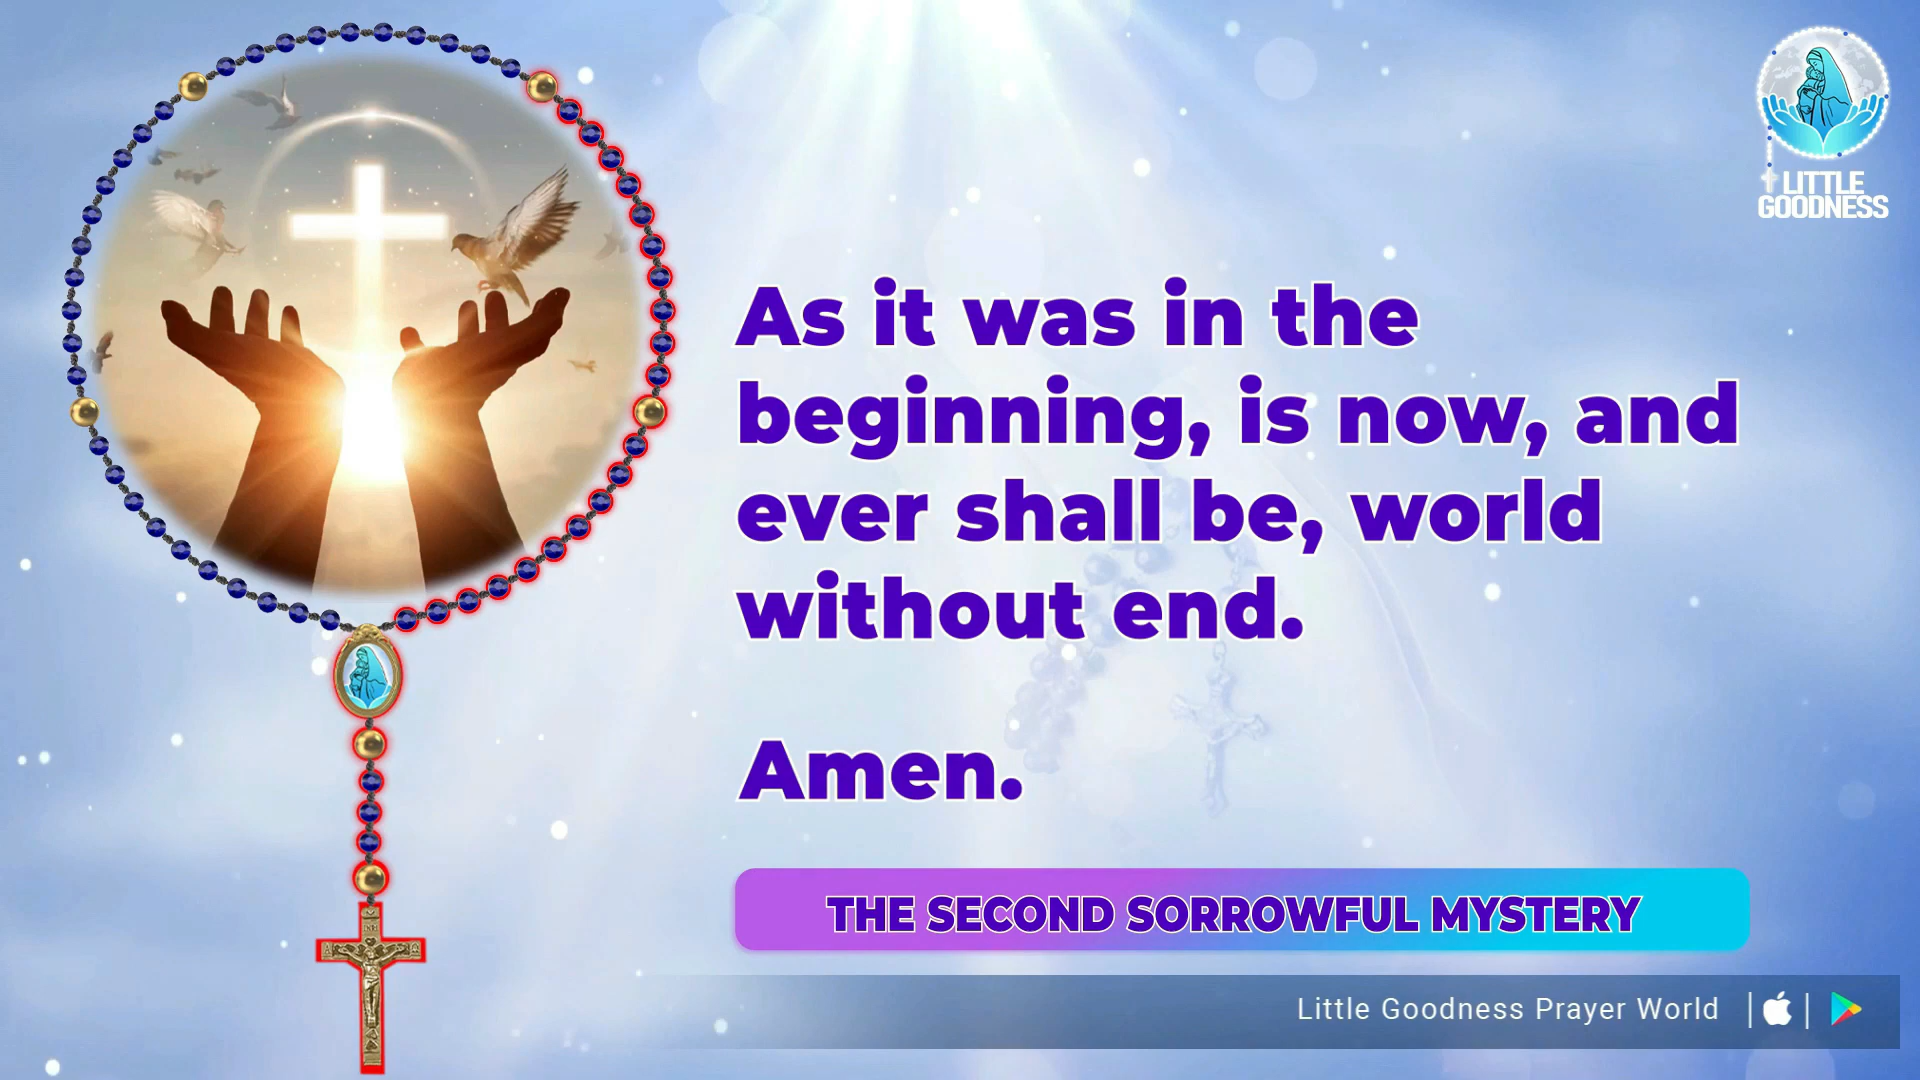 LITTLE
GOODNESS
As it was in the
beginning, is now, and
ever shall be, world
without end.
Amen.
THE SECOND SORROWFUL MYSTERY
Little Goodness Prayer World